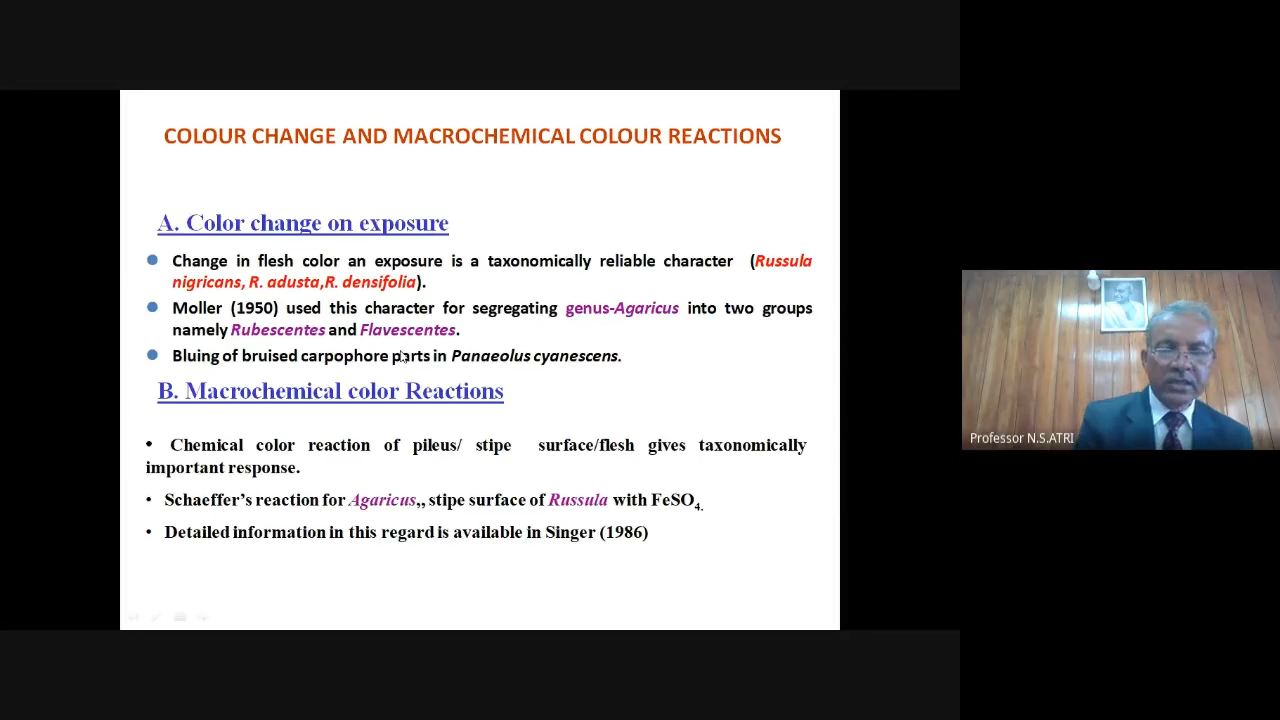 COLOUR CHANGE AND MACROCHEMICAL COLOUR REACTIONS
A. Color change on exposure
Change in flesh color an exposure is a taxonomically reliable character (Russula
nigricans, R. adusta,R. densifolia).
Moller (1950) used this character for segregating genus-Agaricus into two groups
namely Rubescentes and Flavescentes.
Bluing of bruised carpophore parts in Panaeolus cyanescens.
B. Macrochemical color Reactions
• Chemical color reaction of pileus/ stipe surface/flesh gives taxonomically
important response.
• Schaeffer's reaction for Agaricus,, stipe surface of Russula with FeSO4.
• Detailed information in this regard is available in Singer (1986)
Professor N.S.ATRI